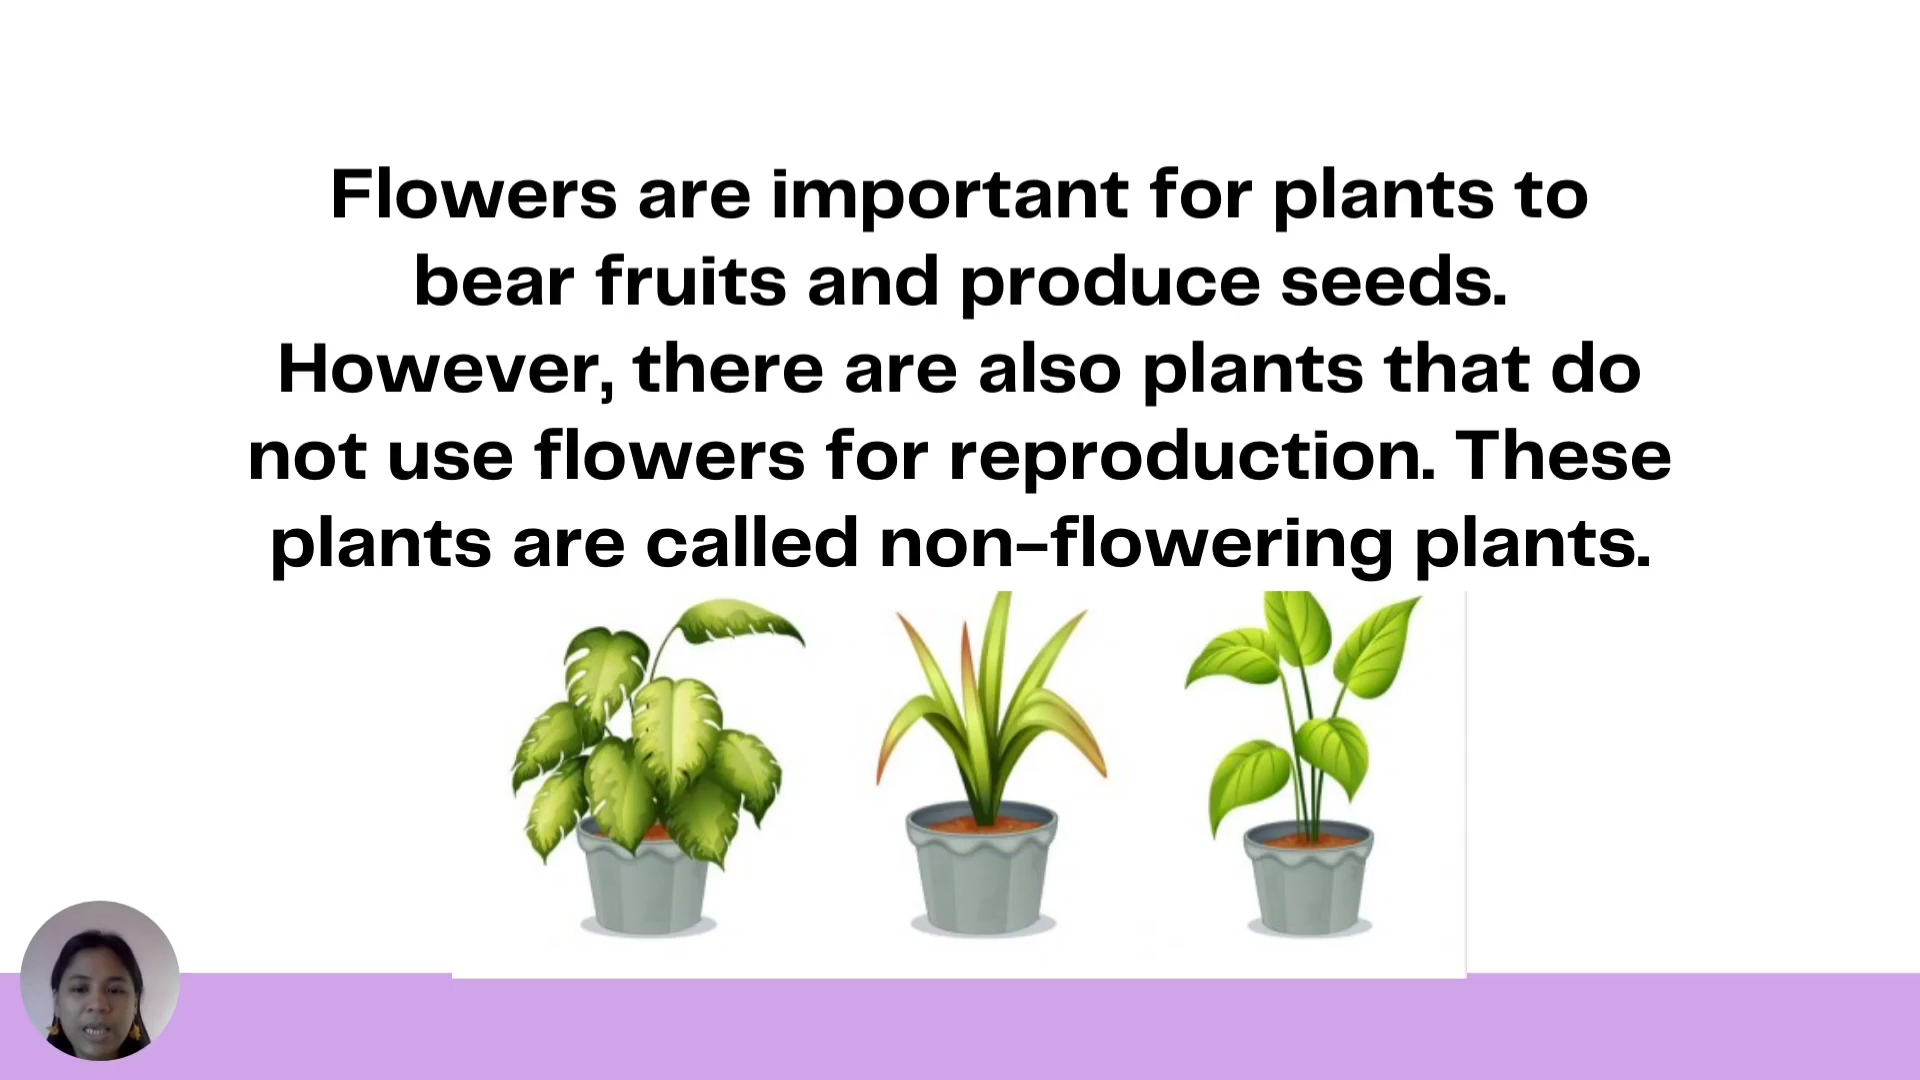 Flowers are important for plants to
bear fruits and produce seeds.
However, there are also plants that do
not use flowers for reproduction. These
plants are called non-flowering plants.